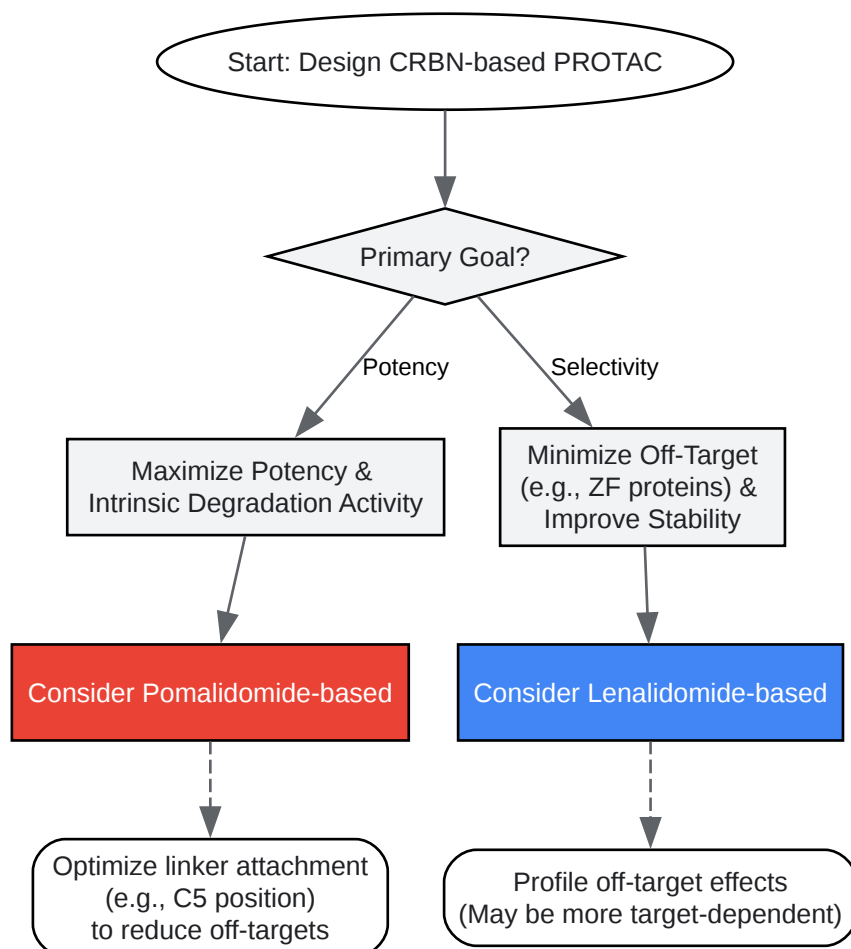 Start: Design CRBN-based PROTAC
Primary Goal?
Potency
Selectivity
Maximize Potency &
Intrinsic Degradation Activity
Minimize Off-Target
(e.g., ZF proteins) &
Improve Stability
Consider Pomalidomide-based
Consider Lenalidomide-based
Optimize linker attachment
(e.g., C5 position)
to reduce off-targets
Profile off-target effects
(May be more target-dependent)